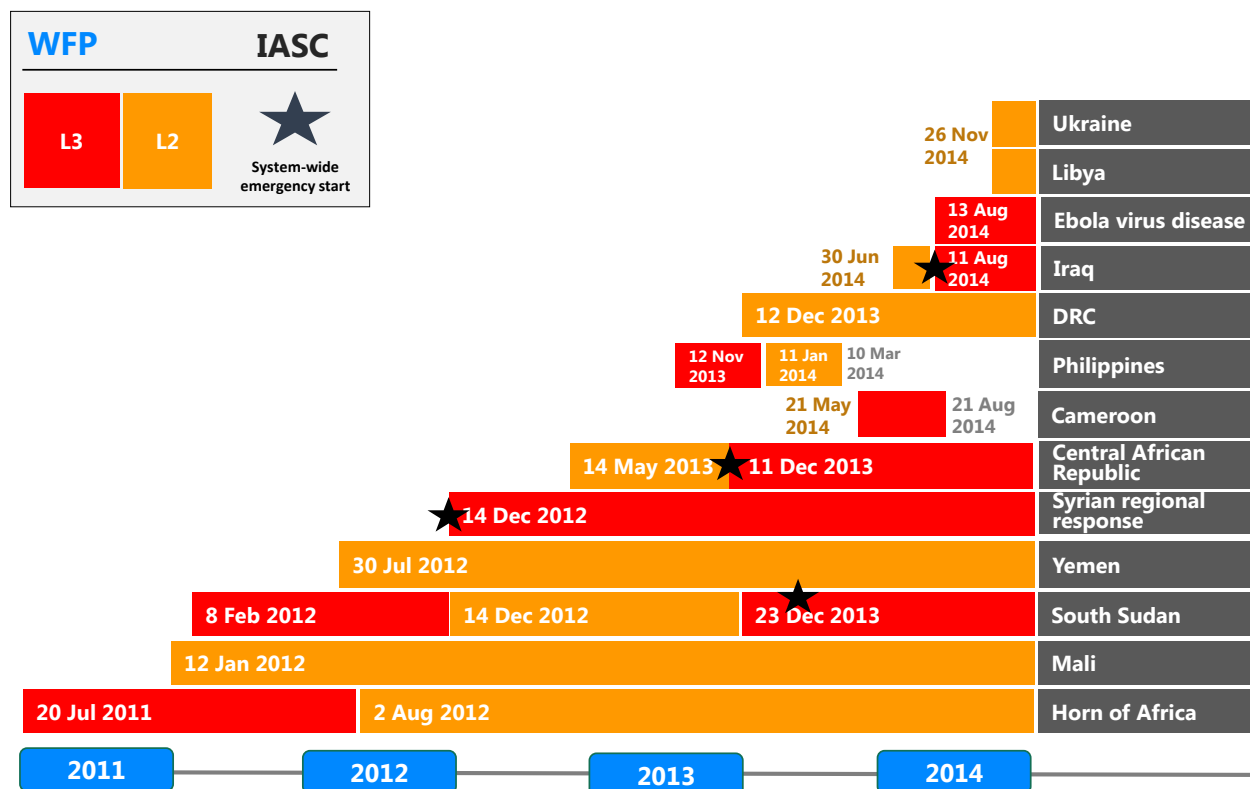 WFP IASC
L3 L2
System-wide
emergency start
26 Nov
2014
Ukraine
Libya
13 Aug
2014
Ebola virus disease
30 Jun
2014
11 Aug
2014
Iraq
12 Dec 2013
DRC
12 Nov
2013
11 Jan
2014
10 Mar
2014
Philippines
21 May
2014
21 Aug
2014
Cameroon
14 May 2013
11 Dec 2013
Central African
Republic
14 Dec 2012
Syrian regional
response
30 Jul 2012
Yemen
8 Feb 2012
14 Dec 2012
23 Dec 2013
South Sudan
12 Jan 2012
Mali
20 Jul 2011
2 Aug 2012
Horn of Africa
2011
2012
2013
2014